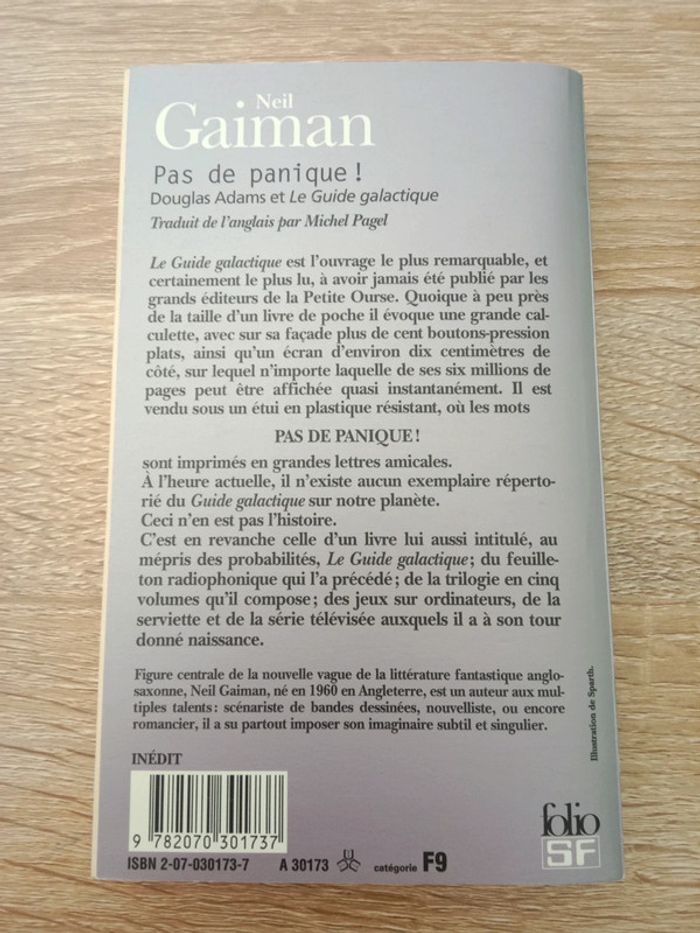 Neil
Gaiman
Pas de panique !
Douglas Adams et Le Guide galactique
Traduit de l'anglais par Michel Pagel
Le Guide galactique est l'ouvrage le plus remarquable, et
certainement le plus lu, à avoir jamais été publié par les
grands éditeurs de la Petite Ourse. Quoique à peu près
de la taille d'un livre de poche il évoque une grande cal-
culette, avec sur sa façade plus de cent boutons-pression
plats, ainsi qu'un écran d'environ dix centimètres de
côté, sur lequel n'importe laquelle de ses six millions de
pages peut être affichée quasi instantanément. Il est
vendu sous un étui en plastique résistant, où les mots
PAS DE PANIQUE !
sont imprimés en grandes lettres amicales.
À l'heure actuelle, il n'existe aucun exemplaire réperto-
rié du Guide galactique sur notre planète.
Ceci n'en est pas l'histoire.
C'est en revanche celle d'un livre lui aussi intitulé, au
mépris des probabilités, Le Guide galactique ; du feuille-
ton radiophonique qui l'a précédé ; de la trilogie en cinq
volumes qu'il compose ; des jeux sur ordinateurs, de la
serviette et de la série télévisée auxquels il a à son tour
donné naissance.
Figure centrale de la nouvelle vague de la littérature fantastique anglo-
saxonne, Neil Gaiman, né en 1960 en Angleterre, est un auteur aux mul-
tiples talents : scénariste de bandes dessinées, nouvelliste, ou encore
romancier, il a su partout imposer son imaginaire subtil et singulier.
Illustration de Sparth.
INÉDIT
9 782070 301737
ISBN 2-07-030173-7 A 30173 catégorie F9
folio
SF